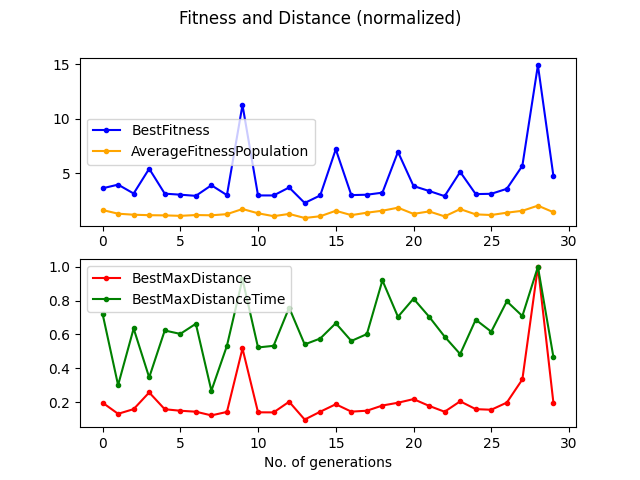 Fitness and Distance (normalized)
15
10
5
BestFitness
AverageFitnessPopulation
0 5 10 15 20 25 30
1.0
0.8
0.6
0.4
0.2
BestMaxDistance
BestMaxDistanceTime
0 5 10 15 20 25 30
No. of generations